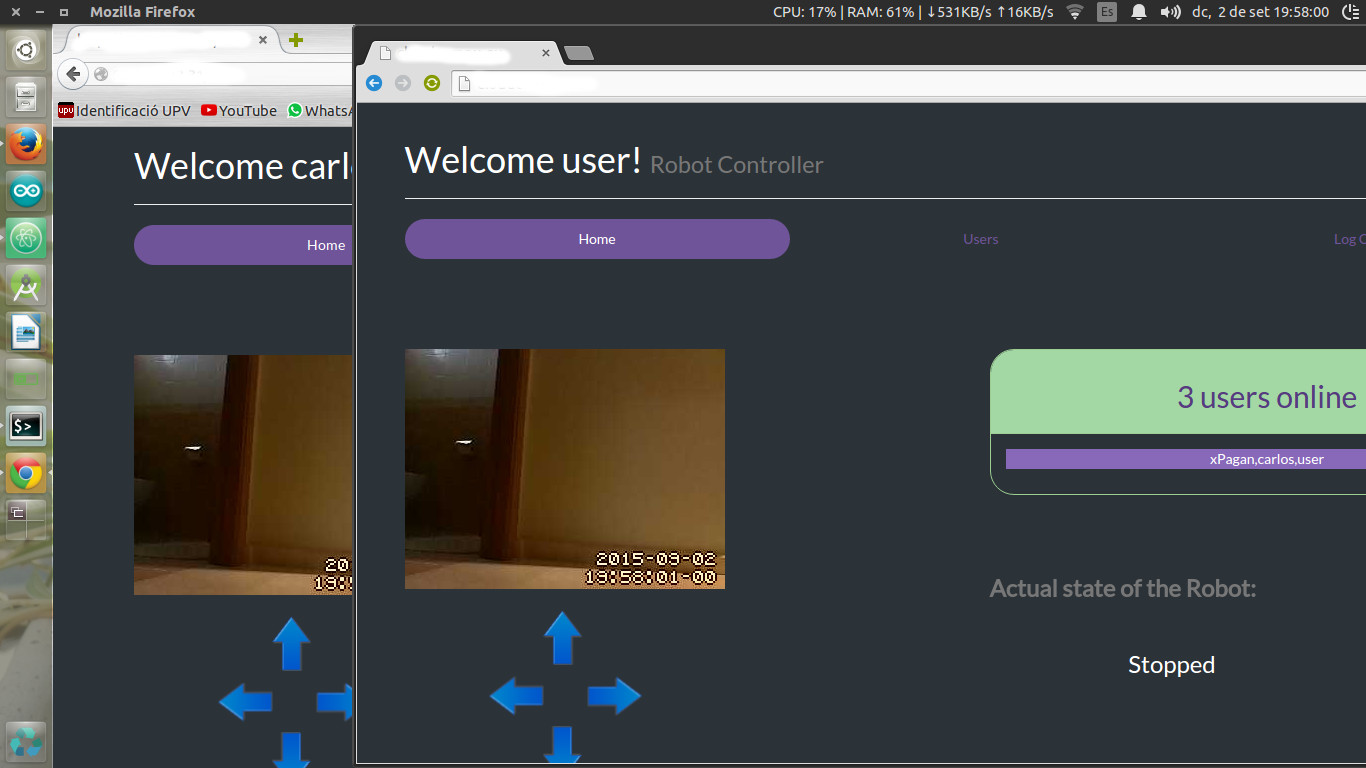 Mozilla Firefox
CPU: 17% | RAM: 61% | ↓531KB/s ↑16KB/s
Es
dc, 2 de set 19:58:00
upv Identificació UPV
YouTube
WhatsA
Welcome carlo
Home
20
19:5
Welcome user! Robot Controller
Home
Users
Log O
2015-09-02
19:58:01-00
3 users online
xPagan,carlos,user
Actual state of the Robot:
Stopped
$>